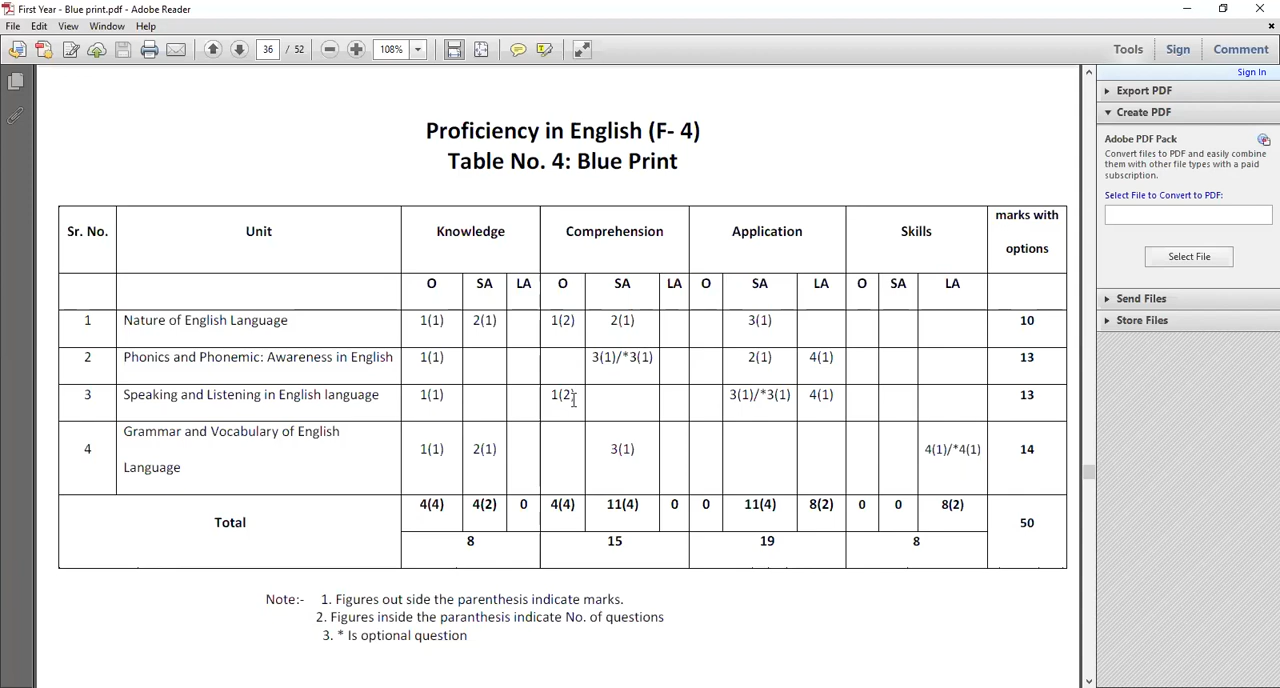 First Year - Blue print.pdf - Adobe Reader
File Edit View Window Help
36 / 52 108% Tools Sign Comment
Sign In
Export PDF
Create PDF
Adobe PDF Pack
Convert files to PDF and easily combine
them with other file types with a paid
subscription.
Select File to Convert to PDF:
Select File
Send Files
Store Files
Proficiency in English (F- 4)
Table No. 4: Blue Print
Sr. No. Unit Knowledge Comprehension Application Skills marks with options
O SA LA O SA LA O SA LA O SA LA
1 Nature of English Language 1(1) 2(1) 1(2) 2(1) 3(1) 10
2 Phonics and Phonemic: Awareness in English 1(1) 3(1)/*3(1) 2(1) 4(1) 13
3 Speaking and Listening in English language 1(1) 1(2) 3(1)/*3(1) 4(1) 13
4 Grammar and Vocabulary of English Language 1(1) 2(1) 3(1) 4(1)/*4(1) 14
Total 4(4) 4(2) 0 4(4) 11(4) 0 0 11(4) 8(2) 0 0 8(2) 50
8 15 19 8
Note:- 1. Figures out side the parenthesis indicate marks.
2. Figures inside the paranthesis indicate No. of questions
3. * Is optional question